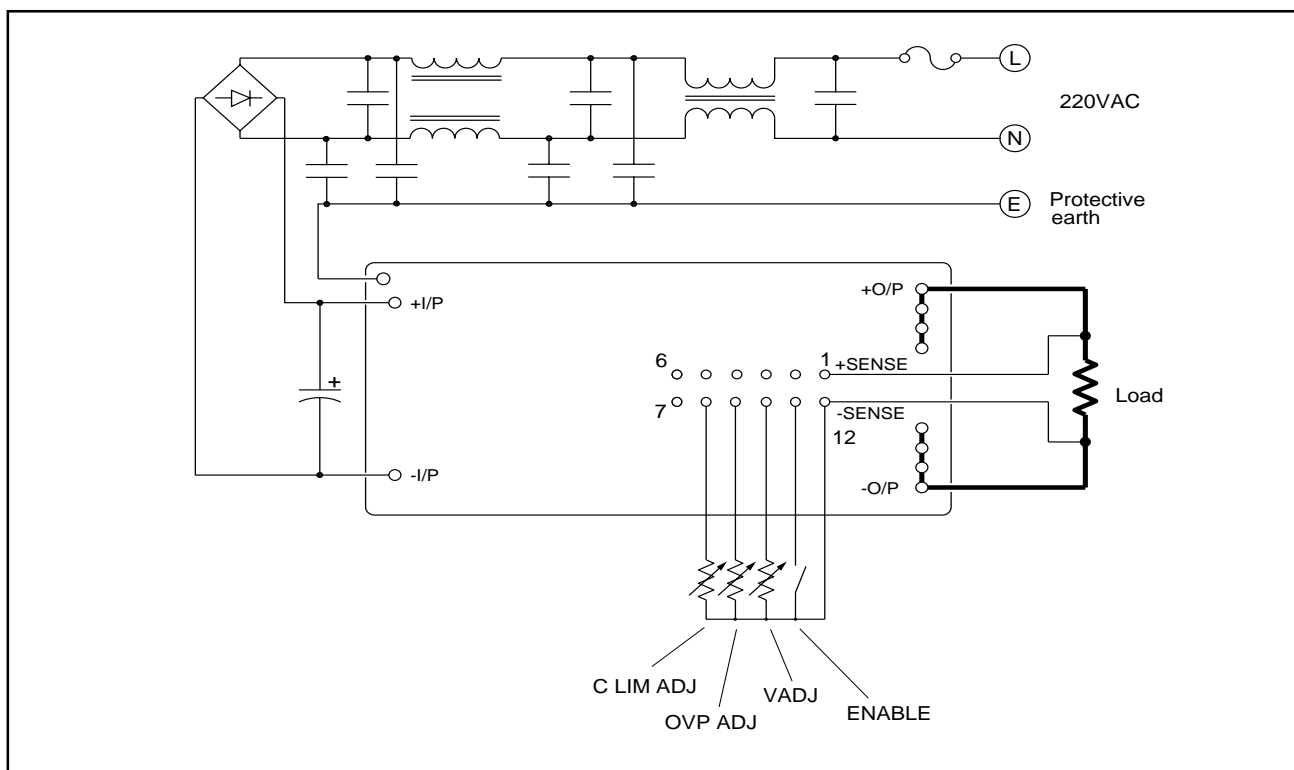 L
220VAC
N
E
Protective
earth
+I/P
+O/P
6
1
+SENSE
+
Load
7
-SENSE
12
-I/P
-O/P
C LIM ADJ
VADJ
OVP ADJ
ENABLE